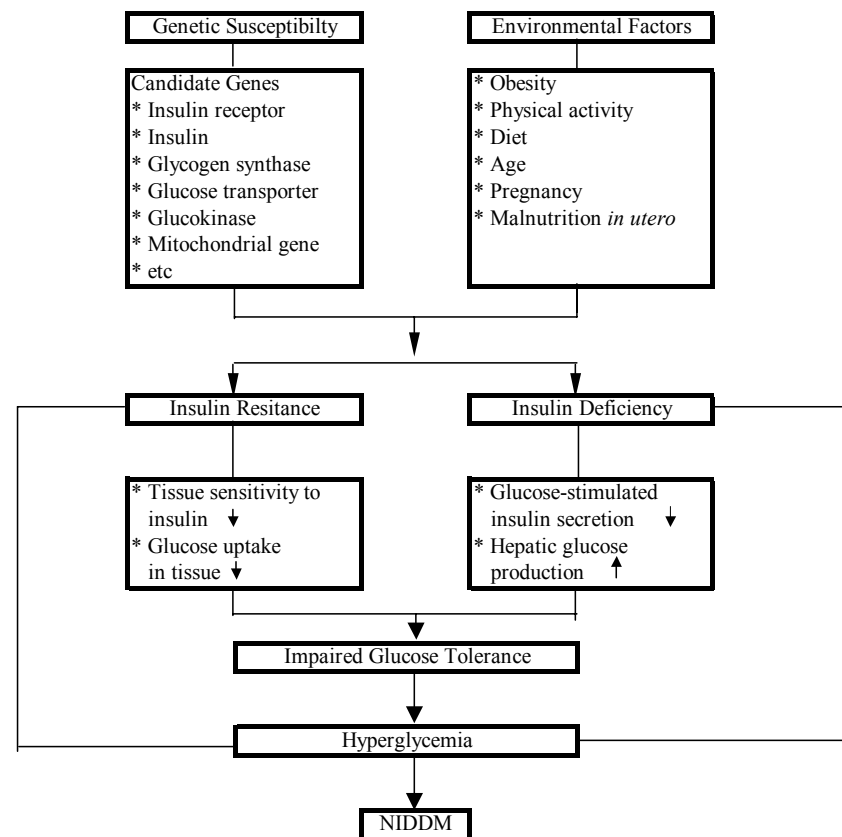 Genetic Susceptibilty
Environmental Factors
Candidate Genes
* Insulin receptor
* Insulin
* Glycogen synthase
* Glucose transporter
* Glucokinase
* Mitochondrial gene
* etc
* Obesity
* Physical activity
* Diet
* Age
* Pregnancy
* Malnutrition in utero
Insulin Resitance
Insulin Deficiency
* Tissue sensitivity to
insulin ↓
* Glucose uptake
in tissue ↓
* Glucose-stimulated
insulin secretion ↓
* Hepatic glucose
production ↑
Impaired Glucose Tolerance
Hyperglycemia
NIDDM